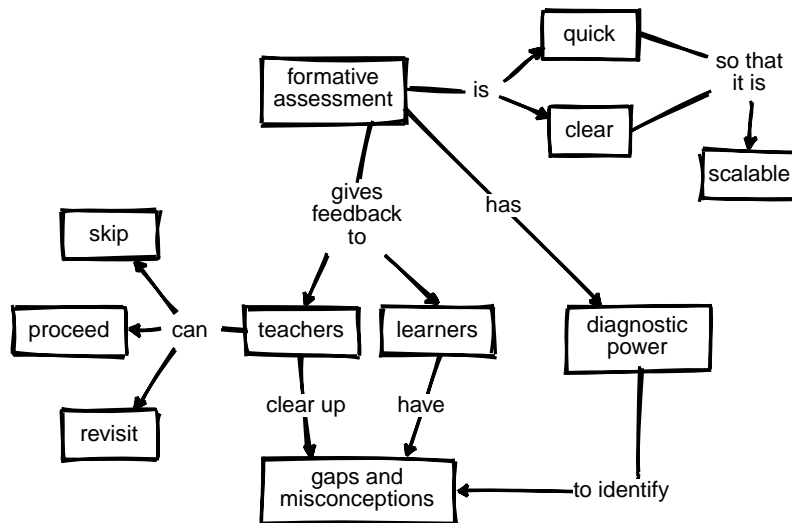 quick
so that
it is
formative
assessment
is
clear
scalable
gives
feedback
to
has
skip
proceed
can
teachers
learners
diagnostic
power
clear up
have
revisit
gaps and
misconceptions
to identify